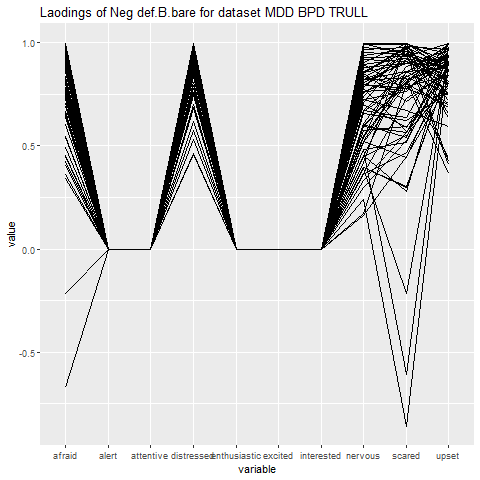 Laodings of Neg def.B.bare for dataset MDD BPD TRULL
1.0
0.5
0.0
-0.5
value
afraid alert attentive distressed enthusiastic excited interested nervous scared upset
variable